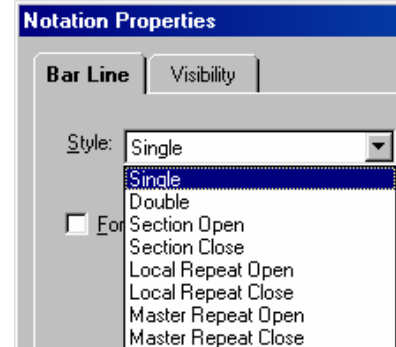 Notation Properties
Bar Line Visibility
Style: Single
Single
Double
Section Open
Section Close
Local Repeat Open
Local Repeat Close
Master Repeat Open
Master Repeat Close